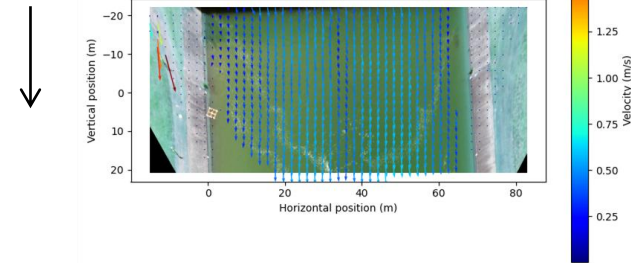 −20
−10
0
10
20
Vertical position (m)
0 20 40 60 80
Horizontal position (m)
1.25
1.00
0.75
0.50
0.25
Velocity (m/s)